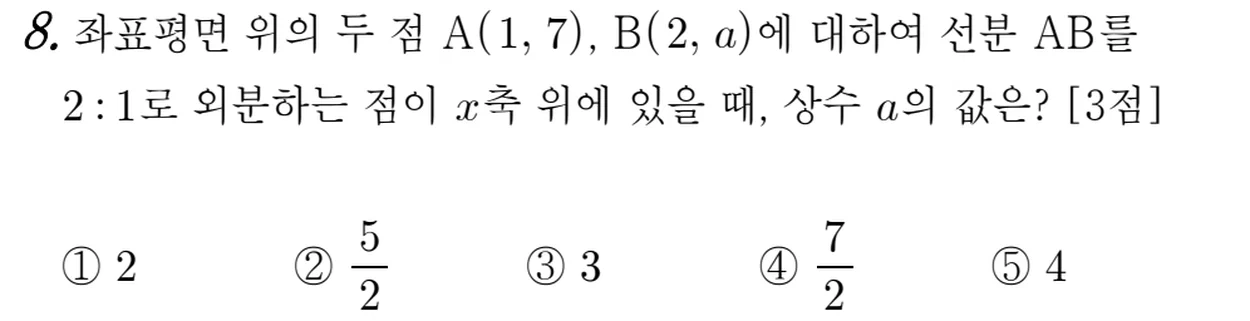 8. 좌표평면 위의 두 점 A(1, 7), B(2, a)에 대하여 선분 AB를
2 : 1로 외분하는 점이 x축 위에 있을 때, 상수 a의 값은? [3점]
① 2 ② 5/2 ③ 3 ④ 7/2 ⑤ 4